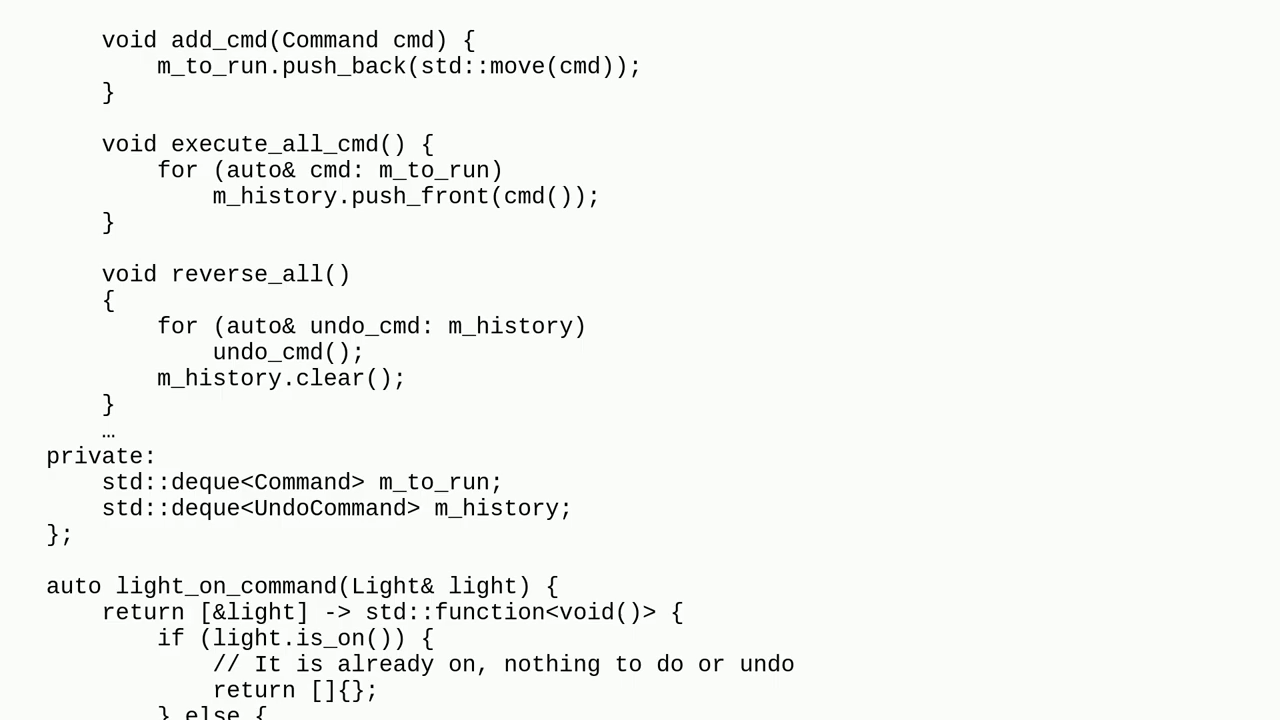 void add_cmd(Command cmd) {
m_to_run.push_back(std::move(cmd));
}
void execute_all_cmd() {
for (auto& cmd: m_to_run)
m_history.push_front(cmd());
}
void reverse_all()
{
for (auto& undo_cmd: m_history)
undo_cmd();
m_history.clear();
}
…
private:
std::deque<Command> m_to_run;
std::deque<UndoCommand> m_history;
};
auto light_on_command(Light& light) {
return [&light] -> std::function<void()> {
if (light.is_on()) {
// It is already on, nothing to do or undo
return []{};
} else {